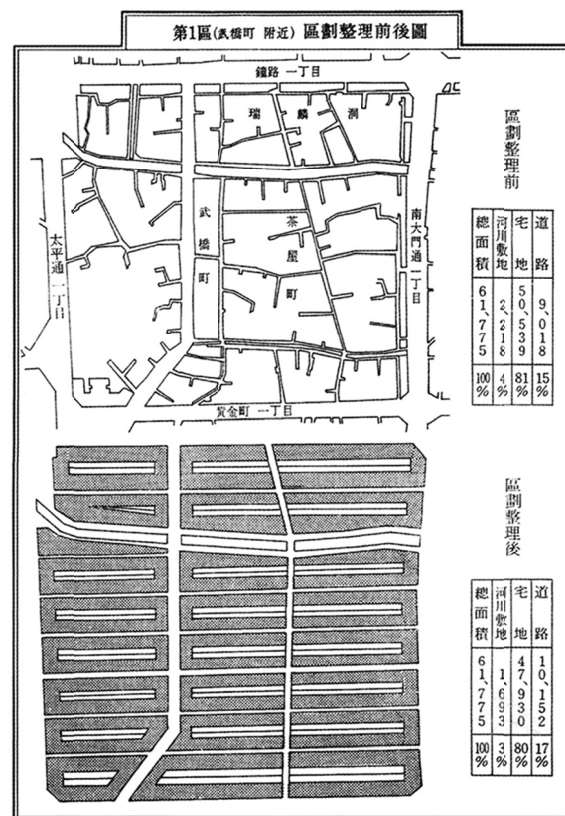 第1區(武橋町 附近) 區劃整理前後圖
鐘路 一丁目
瑞麟洞
武橋町
茶屋町
太平通一丁目
南大門通一丁目
黃金町 一丁目
區劃整理前
道路 9,018 15%
宅地 50,539 81%
河川敷地 2,218 4%
總面積 61,775 100%
區劃整理後
道路 10,152 17%
宅地 47,930 80%
河川敷地 1,693 3%
總面積 61,775 100%